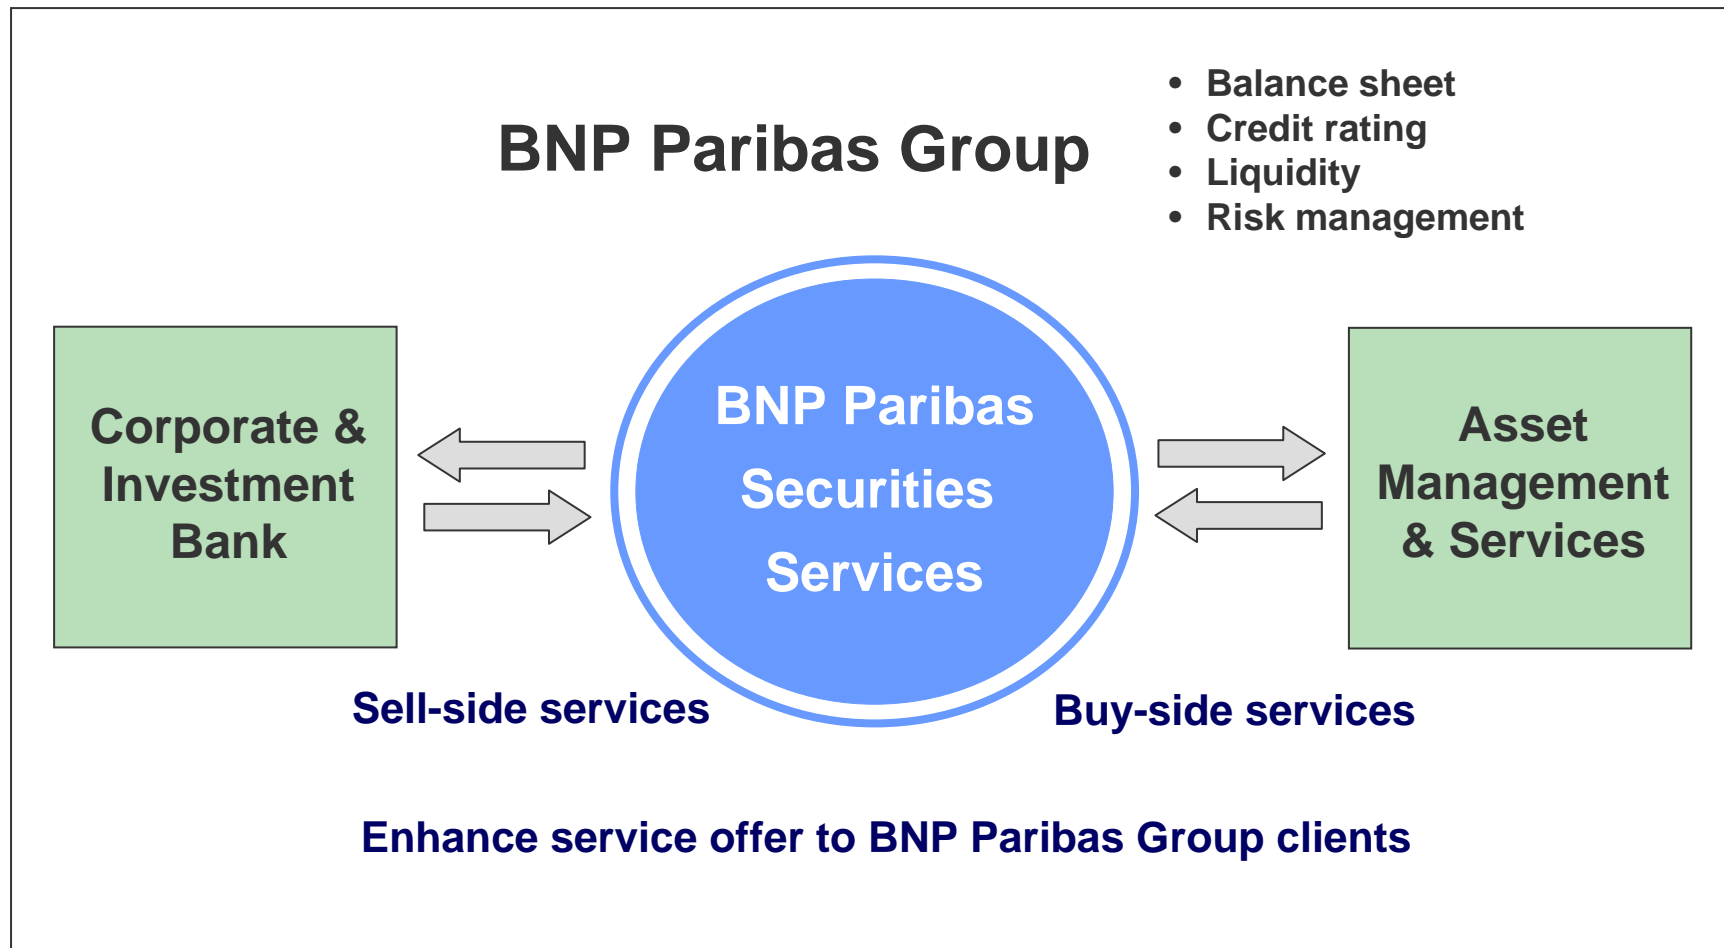 BNP Paribas Group
• Balance sheet
• Credit rating
• Liquidity
• Risk management
Corporate &
Investment
Bank
BNP Paribas
Securities
Services
Asset
Management
& Services
Sell-side services
Buy-side services
Enhance service offer to BNP Paribas Group clients